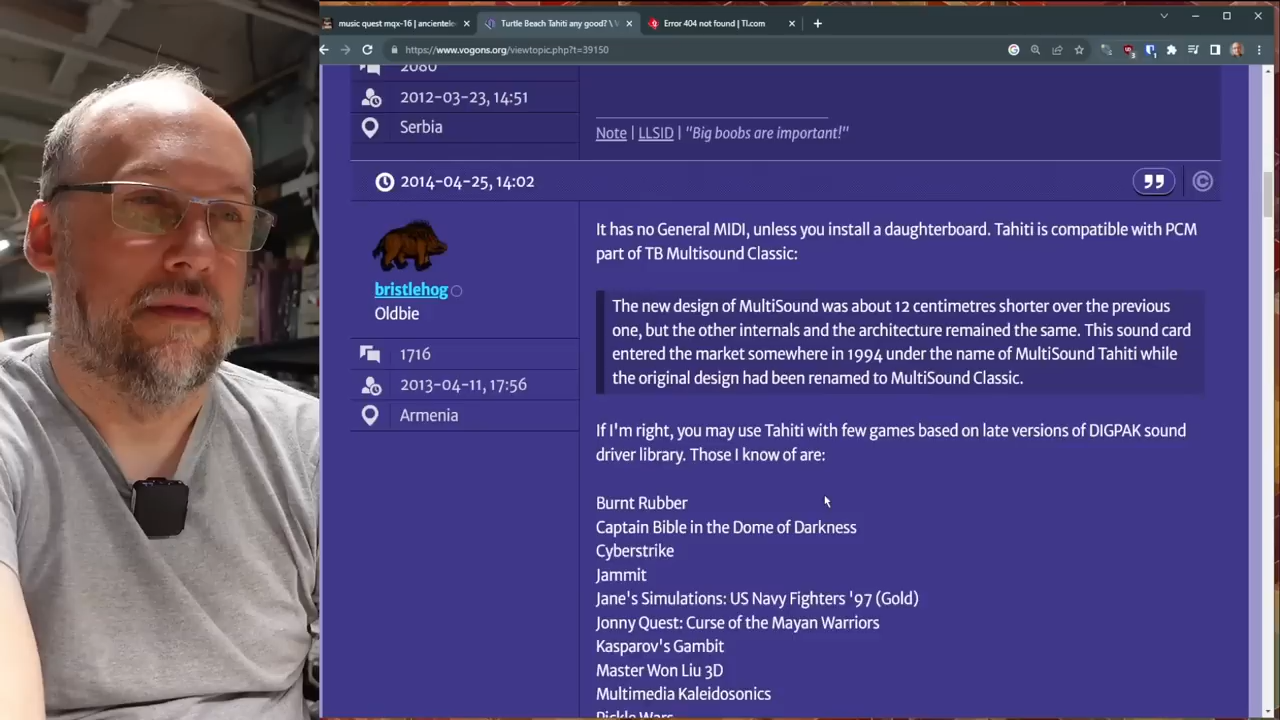 music quest mqx-16 | ancientele
Turtle Beach Tahiti any good? \ V
Error 404 not found | TI.com
https://www.vogons.org/viewtopic.php?t=39150
2080
2012-03-23, 14:51
Serbia
Note | LLSID | "Big boobs are important!"
2014-04-25, 14:02
bristlehog
Oldbie
1716
2013-04-11, 17:56
Armenia
It has no General MIDI, unless you install a daughterboard. Tahiti is compatible with PCM
part of TB Multisound Classic:
The new design of MultiSound was about 12 centimetres shorter over the previous
one, but the other internals and the architecture remained the same. This sound card
entered the market somewhere in 1994 under the name of MultiSound Tahiti while
the original design had been renamed to MultiSound Classic.
If I'm right, you may use Tahiti with few games based on late versions of DIGPAK sound
driver library. Those I know of are:
Burnt Rubber
Captain Bible in the Dome of Darkness
Cyberstrike
Jammit
Jane's Simulations: US Navy Fighters '97 (Gold)
Jonny Quest: Curse of the Mayan Warriors
Kasparov's Gambit
Master Won Liu 3D
Multimedia Kaleidosonics
Pickle Wars